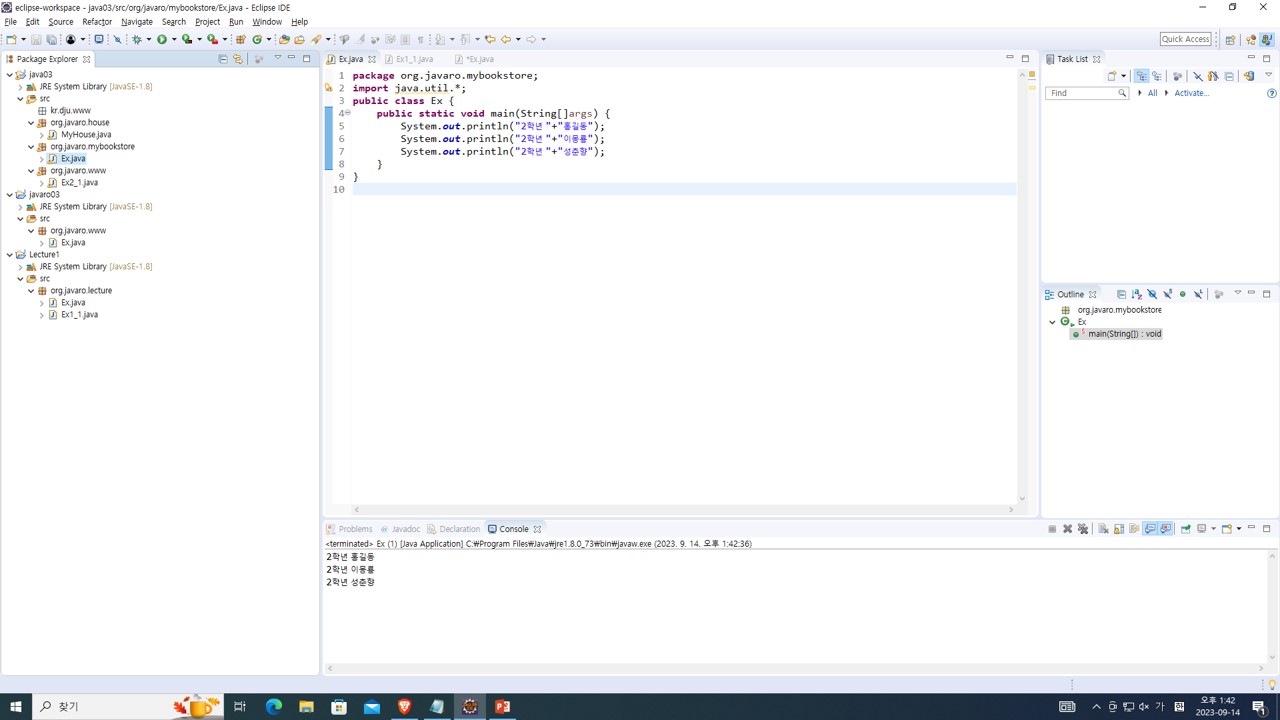 eclipse-workspace - java03/src/org/javaro/mybookstore/Ex.java - Eclipse IDE
File Edit Source Refactor Navigate Search Project Run Window Help
Quick Access
Package Explorer
java03
JRE System Library [JavaSE-1.8]
src
kr.dju.www
org.javaro.house
MyHouse.java
org.javaro.mybookstore
Ex.java
org.javaro.www
Ex2_1.java
javaro03
JRE System Library [JavaSE-1.8]
src
org.javaro.www
Ex.java
Lecture1
JRE System Library [JavaSE-1.8]
src
org.javaro.lecture
Ex.java
Ex1_1.java
Ex.java Ex1_1.java *Ex.java
1 package org.javaro.mybookstore;
2 import java.util.*;
3 public class Ex {
4 public static void main(String[]args) {
5 System.out.println("2학년 "+"홍길동");
6 System.out.println("2학년 "+"이몽룡");
7 System.out.println("2학년 "+"성춘향");
8 }
9 }
10
Task List
Find All Activate...
Outline
org.javaro.mybookstore
Ex
main(String[]) : void
Problems Javadoc Declaration Console
<terminated> Ex (1) [Java Application] C:₩Program Files₩Java₩jre1.8.0_73₩bin₩javaw.exe (2023. 9. 14. 오후 1:42:36)
2학년 홍길동
2학년 이몽룡
2학년 성춘향
찾기
가
오후 1:42
2023-09-14
1